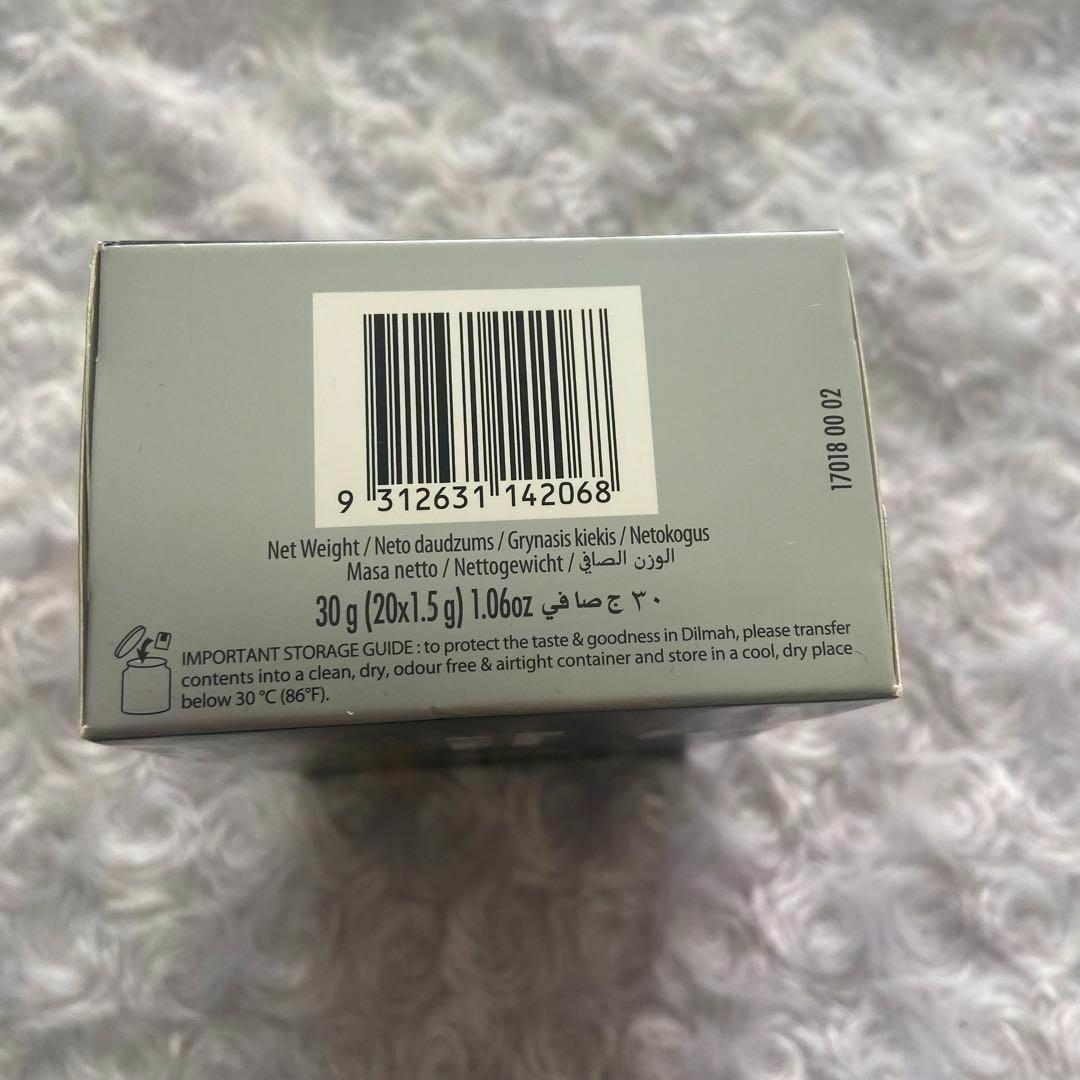 9 312631 142068
17018 00 02
Net Weight / Neto daudzums / Grynasis kiekis / Netokogus
Masa netto / Nettogewicht / الوزن الصافي
30 g (20x1.5 g) 1.06oz ٣٠ ج صافي
IMPORTANT STORAGE GUIDE : to protect the taste & goodness in Dilmah, please transfer
contents into a clean, dry, odour free & airtight container and store in a cool, dry place
below 30 °C (86°F).